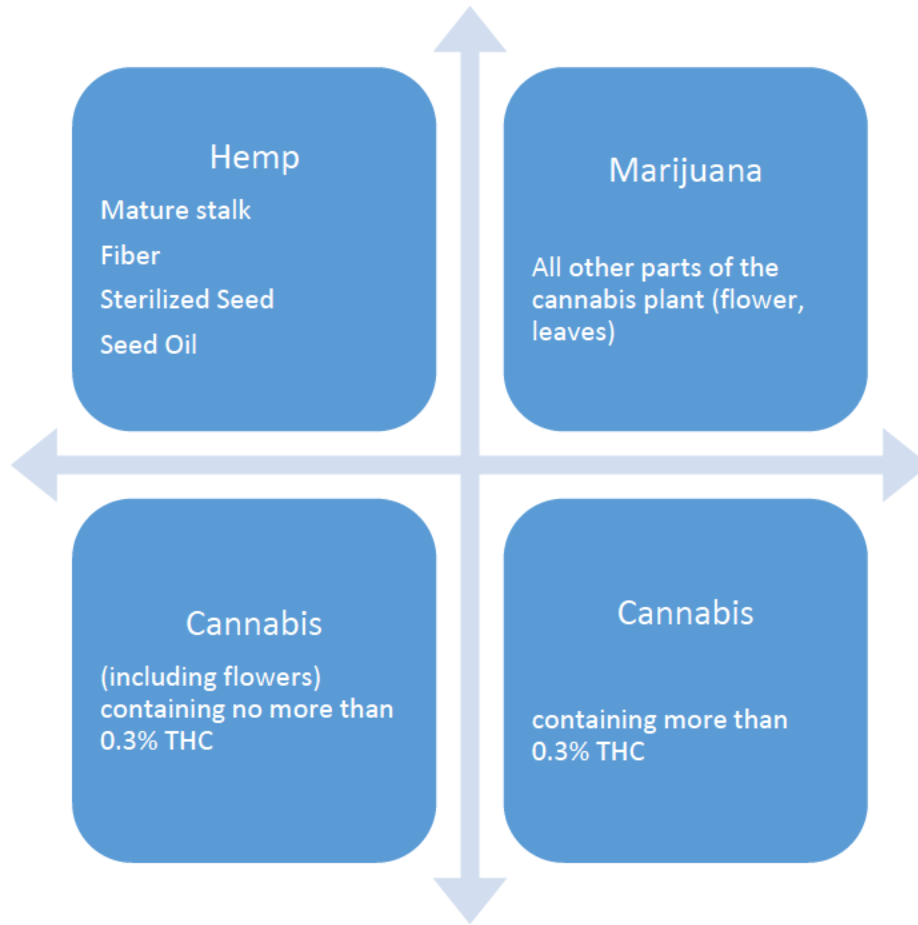 Hemp
Mature stalk
Fiber
Sterilized Seed
Seed Oil
Marijuana
All other parts of the
cannabis plant (flower,
leaves)
Cannabis
(including flowers)
containing no more than
0.3% THC
Cannabis
containing more than
0.3% THC